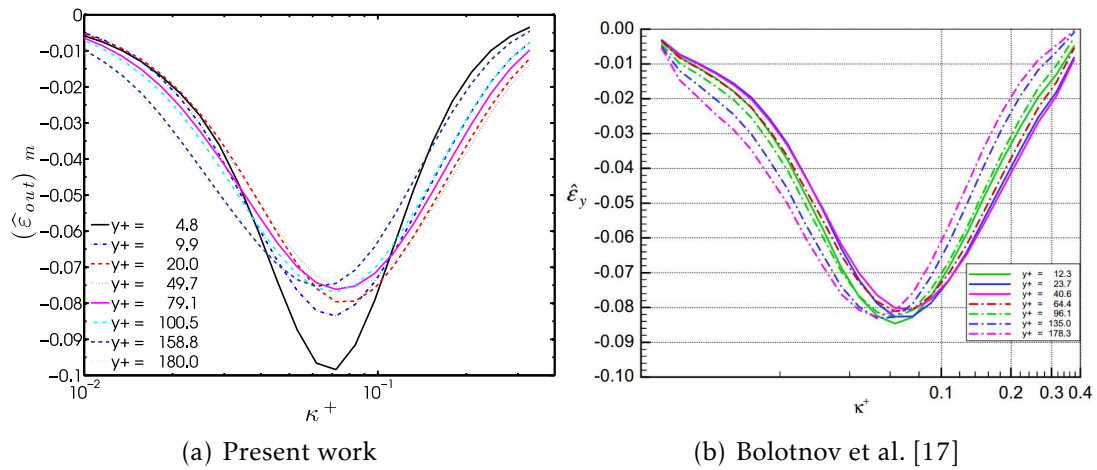 0
−0.01
−0.02
−0.03
−0.04
−0.05
−0.06
−0.07
−0.08
−0.09
−0.1
(ε̂out)m
y+ = 4.8
y+ = 9.9
y+ = 20.0
y+ = 49.7
y+ = 79.1
y+ = 100.5
y+ = 158.8
y+ = 180.0
10⁻² 10⁻¹
κ+
(a) Present work
0.00
-0.01
-0.02
-0.03
-0.04
-0.05
-0.06
-0.07
-0.08
-0.09
-0.10
ε̂y
y+ = 12.3
y+ = 23.7
y+ = 40.6
y+ = 64.4
y+ = 96.1
y+ = 135.0
y+ = 178.3
0.1 0.2 0.3 0.4
κ+
(b) Bolotnov et al. [17]